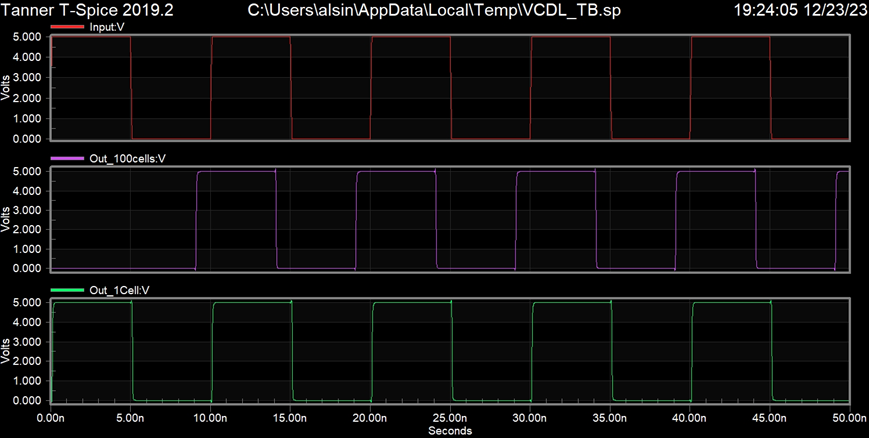 Tanner T-Spice 2019.2 C:\Users\alsin\AppData\Local\Temp\VCDL_TB.sp 19:24:05 12/23/23
Input:V
5.000
4.000
3.000
2.000
1.000
0.000
Volts
Out_100cells:V
5.000
4.000
3.000
2.000
1.000
0.000
Volts
Out_1Cell:V
5.000
4.000
3.000
2.000
1.000
0.000
Volts
0.00n 5.00n 10.00n 15.00n 20.00n 25.00n 30.00n 35.00n 40.00n 45.00n 50.00n
Seconds